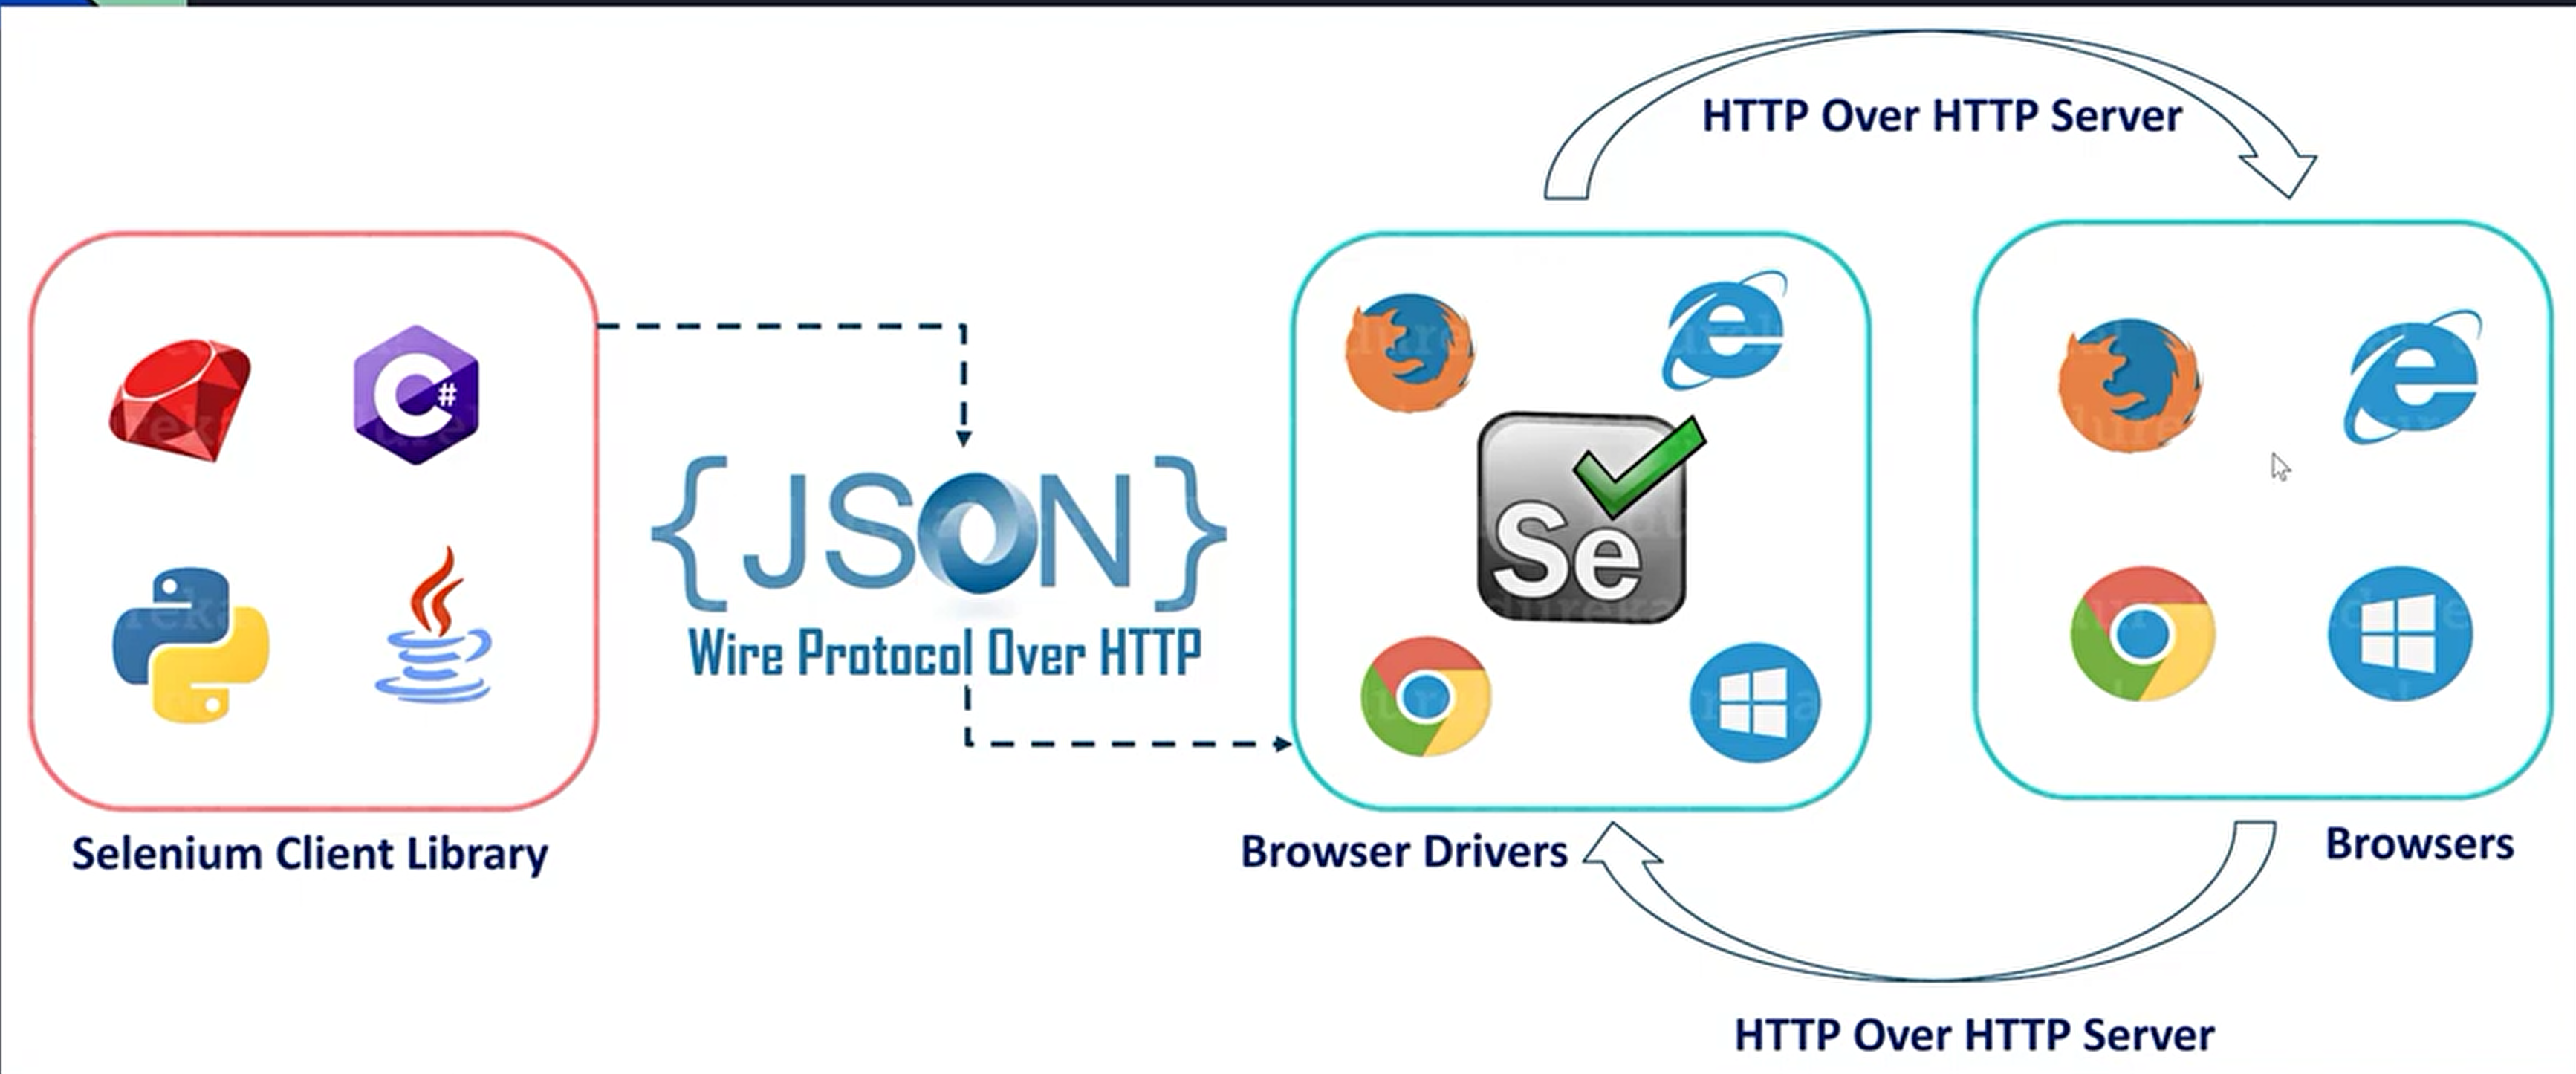 HTTP Over HTTP Server
C#
{JSON}
Wire Protocol Over HTTP
Se
Selenium Client Library
Browser Drivers
Browsers
HTTP Over HTTP Server